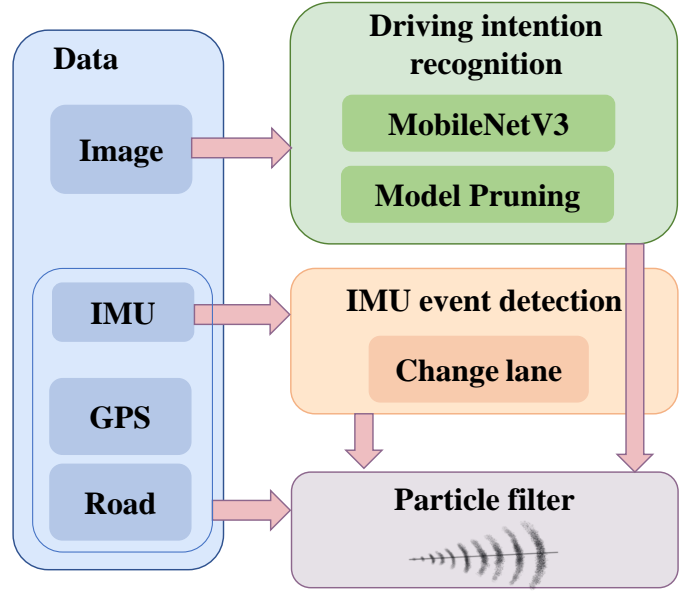 Data
Image
IMU
GPS
Road
Driving intention
recognition
MobileNetV3
Model Pruning
IMU event detection
Change lane
Particle filter